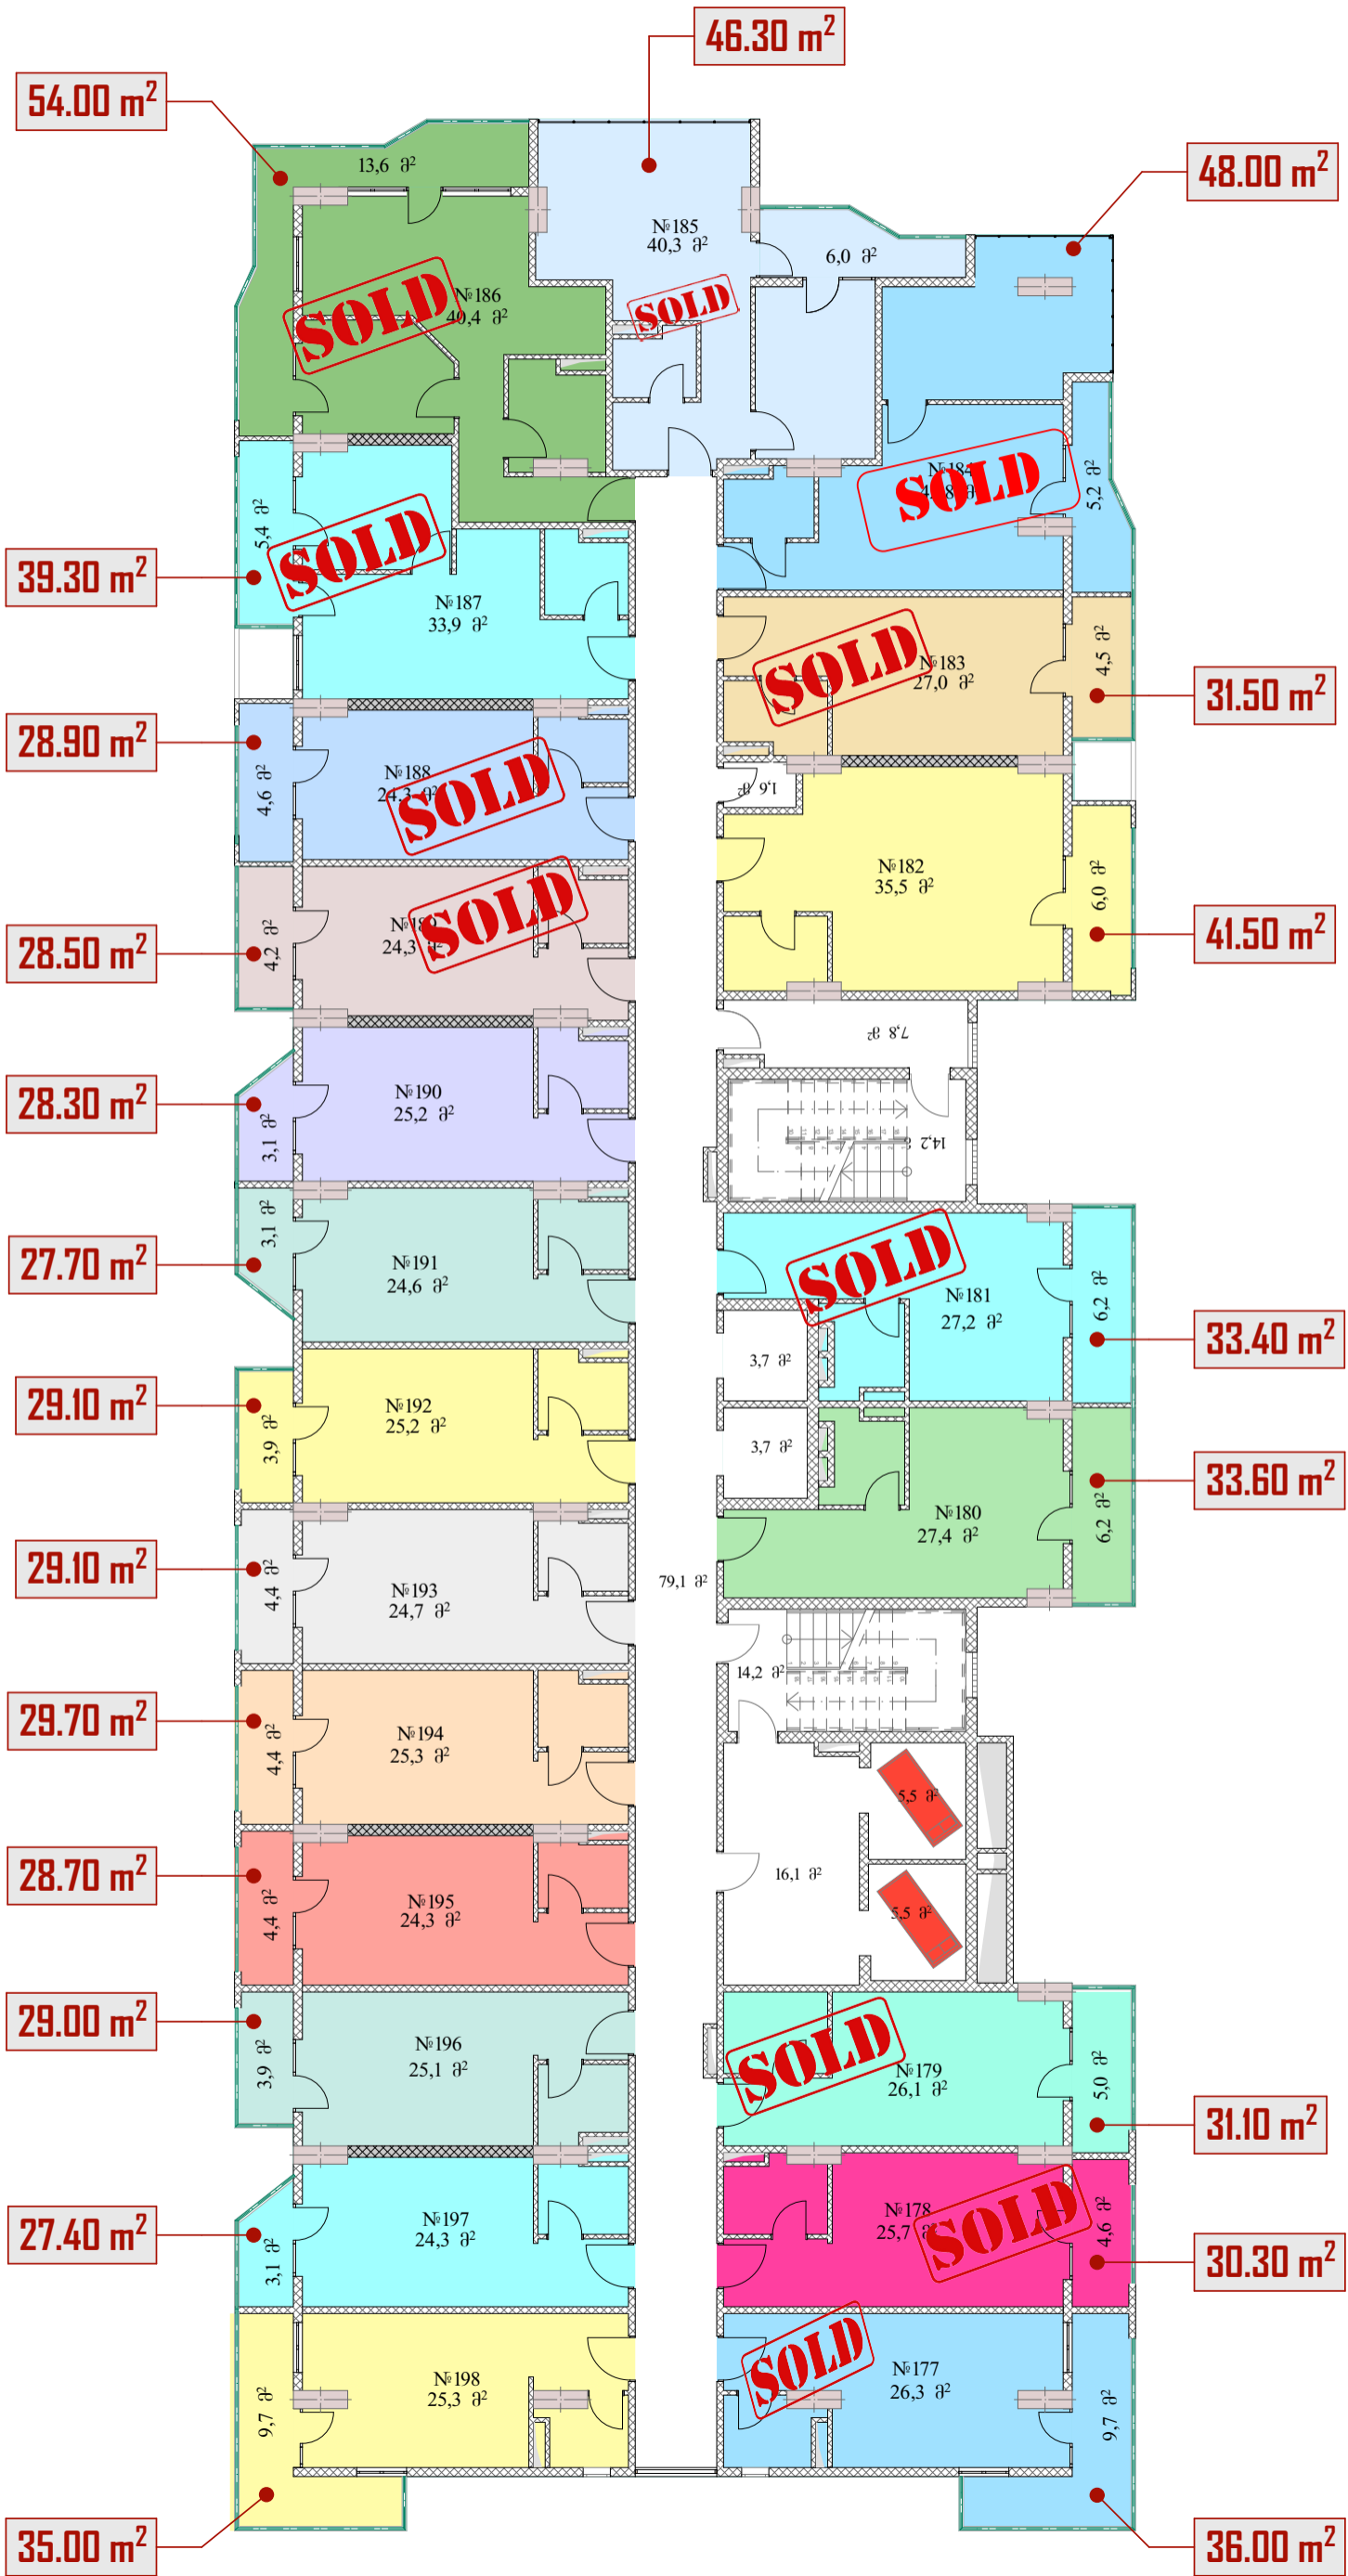 46.30 m²
54.00 m²
48.00 m²
13,6 მ²
№185
40,3 მ²
6,0 მ²
№186
40,4 მ²
SOLD
SOLD
SOLD
5,2 მ²
5,4 მ²
SOLD
39.30 m²
№187
33,9 მ²
SOLD
№183
27,0 მ²
4,5 მ²
31.50 m²
28.90 m²
4,6 მ²
№188
24,3 მ²
SOLD
1,6 მ²
№182
35,5 მ²
6,0 მ²
41.50 m²
28.50 m²
4,2 მ²
№189
24,3 მ²
SOLD
7,8 მ²
28.30 m²
3,1 მ²
№190
25,2 მ²
14,2
27.70 m²
3,1 მ²
№191
24,6 მ²
SOLD
№181
27,2 მ²
6,2 მ²
33.40 m²
3,7 მ²
29.10 m²
3,9 მ²
№192
25,2 მ²
3,7 მ²
33.60 m²
№180
27,4 მ²
6,2 მ²
29.10 m²
4,4 მ²
№193
24,7 მ²
79,1 მ²
14,2 მ²
29.70 m²
4,4 მ²
№194
25,3 მ²
5,5 მ²
28.70 m²
4,4 მ²
№195
24,3 მ²
16,1 მ²
5,5 მ²
29.00 m²
3,9 მ²
№196
25,1 მ²
SOLD
№179
26,1 მ²
5,0 მ²
31.10 m²
27.40 m²
3,1 მ²
№197
24,3 მ²
№178
25,7 მ²
SOLD
4,6 მ²
30.30 m²
9,7 მ²
№198
25,3 მ²
SOLD
№177
26,3 მ²
9,7 მ²
35.00 m²
36.00 m²